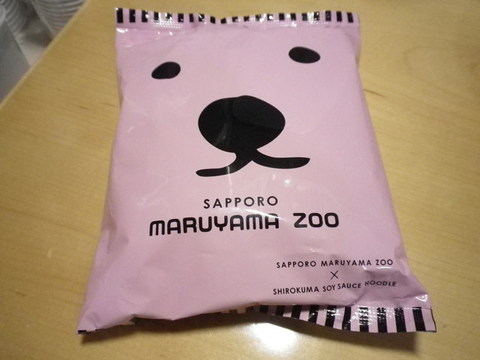 SAPPORO
MARUYAMA ZOO
SAPPORO MARUYAMA ZOO
×
SHIROKUMA SOY SAUCE NOODLE